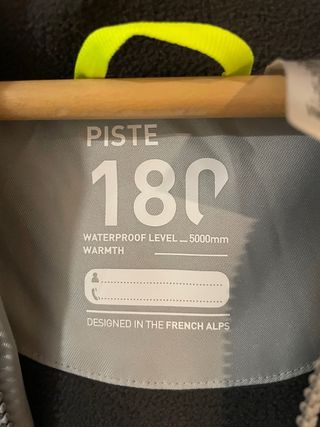 PISTE
180
WATERPROOF LEVEL _ 5000mm
WARMTH
DESIGNED IN THE FRENCH ALPS